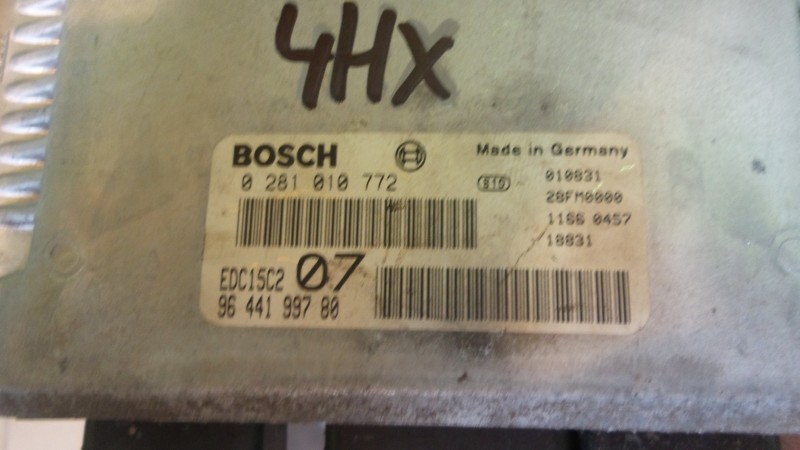 4HX
BOSCH
Made in Germany
0 281 010 772
S10
010831
28FM0000
1166 0457
18831
EDC15C2 07
96 441 997 80